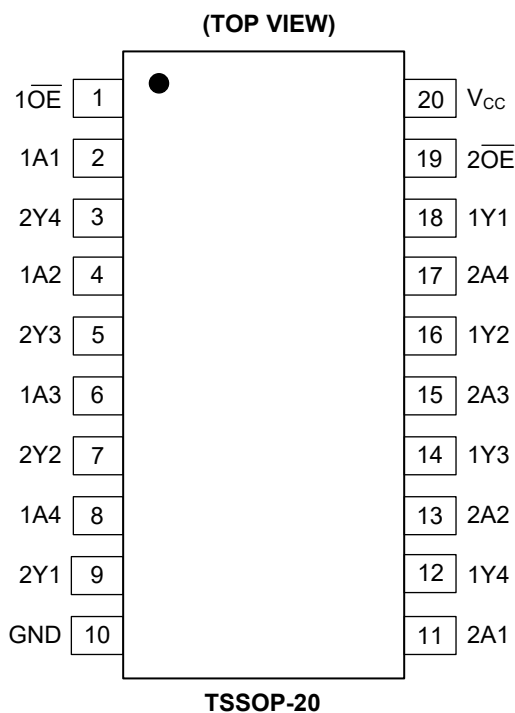 (TOP VIEW)
1O̅E̅ 1 20 VCC
1A1 2 19 2O̅E̅
2Y4 3 18 1Y1
1A2 4 17 2A4
2Y3 5 16 1Y2
1A3 6 15 2A3
2Y2 7 14 1Y3
1A4 8 13 2A2
2Y1 9 12 1Y4
GND 10 11 2A1
TSSOP-20